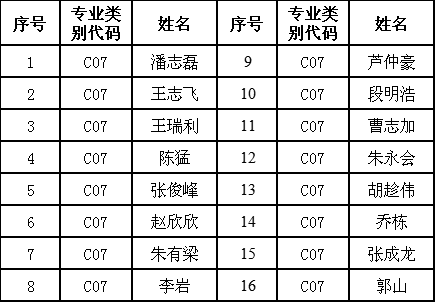 序号 专业类别代码 姓名 序号 专业类别代码 姓名
1 C07 潘志磊 9 C07 芦仲豪
2 C07 王志飞 10 C07 段明浩
3 C07 王瑞利 11 C07 曹志加
4 C07 陈猛 12 C07 朱永会
5 C07 张俊峰 13 C07 胡趁伟
6 C07 赵欣欣 14 C07 乔栋
7 C07 朱有梁 15 C07 张成龙
8 C07 李岩 16 C07 郭山